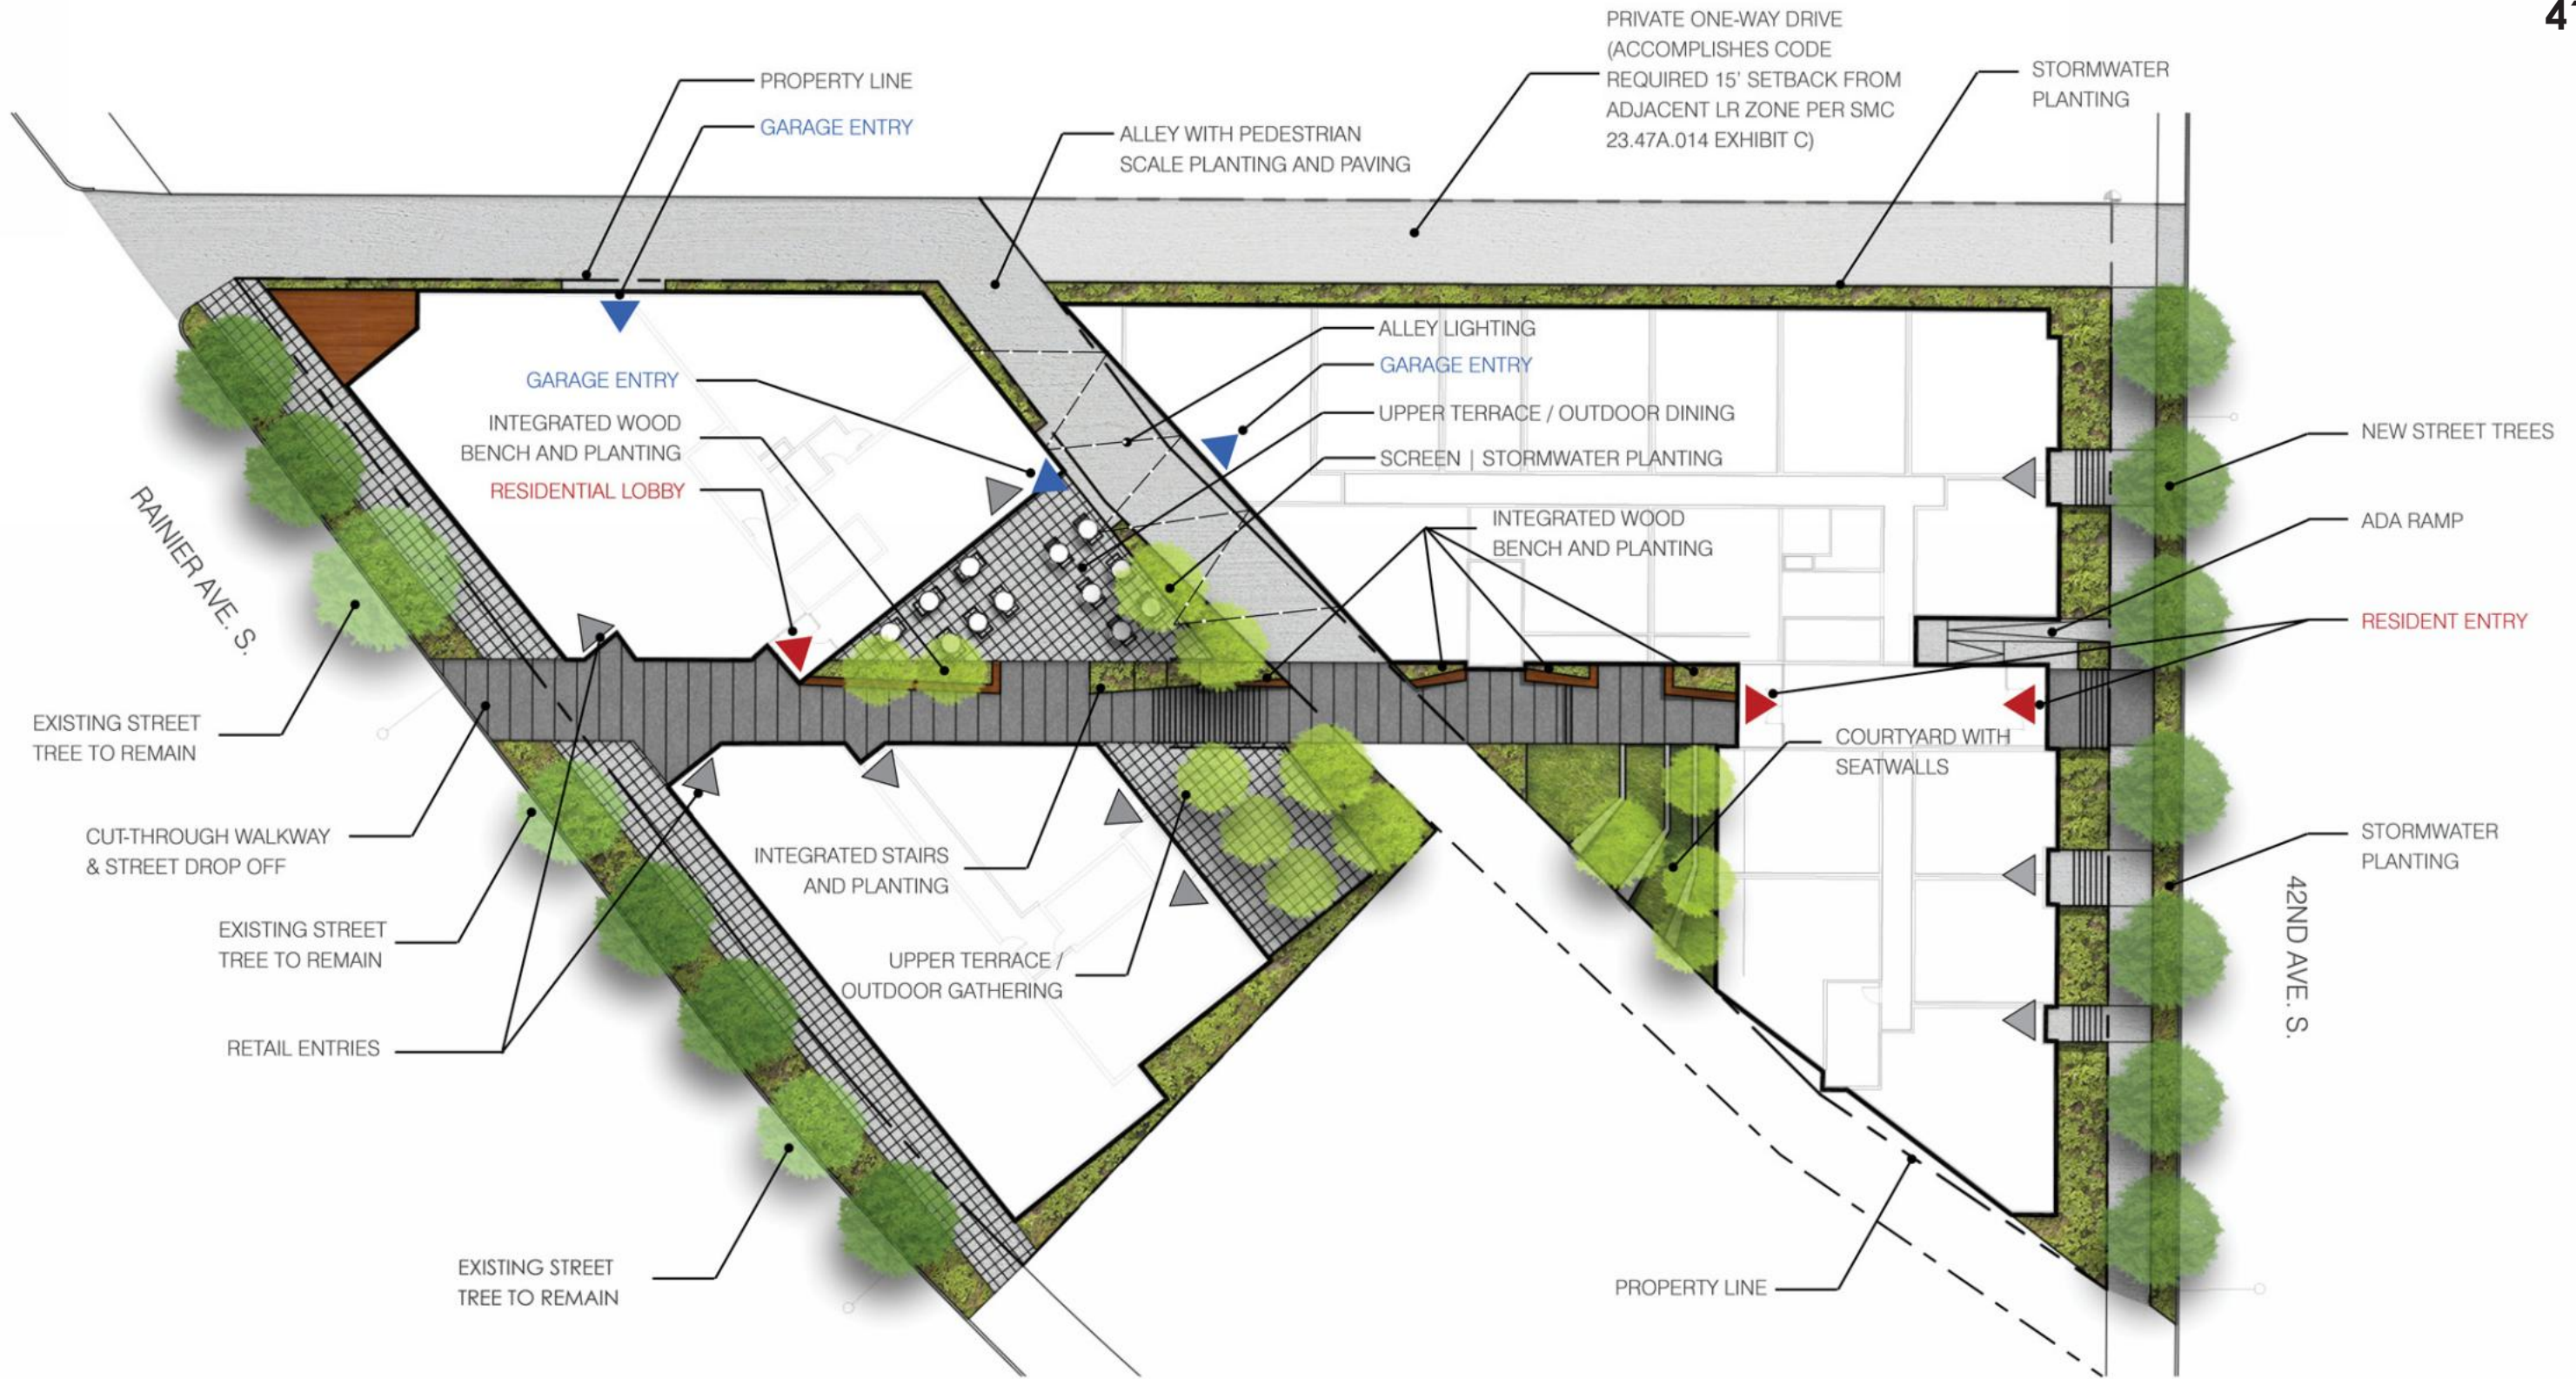 41
PRIVATE ONE-WAY DRIVE
(ACCOMPLISHES CODE
REQUIRED 15' SETBACK FROM
ADJACENT LR ZONE PER SMC
23.47A.014 EXHIBIT C)
STORMWATER
PLANTING
PROPERTY LINE
GARAGE ENTRY
ALLEY WITH PEDESTRIAN
SCALE PLANTING AND PAVING
ALLEY LIGHTING
GARAGE ENTRY
UPPER TERRACE / OUTDOOR DINING
SCREEN | STORMWATER PLANTING
INTEGRATED WOOD
BENCH AND PLANTING
GARAGE ENTRY
INTEGRATED WOOD
BENCH AND PLANTING
RESIDENTIAL LOBBY
RAINIER AVE. S.
NEW STREET TREES
ADA RAMP
RESIDENT ENTRY
EXISTING STREET
TREE TO REMAIN
CUT-THROUGH WALKWAY
& STREET DROP OFF
EXISTING STREET
TREE TO REMAIN
RETAIL ENTRIES
COURTYARD WITH
SEATWALLS
INTEGRATED STAIRS
AND PLANTING
UPPER TERRACE /
OUTDOOR GATHERING
STORMWATER
PLANTING
42ND AVE. S.
EXISTING STREET
TREE TO REMAIN
PROPERTY LINE